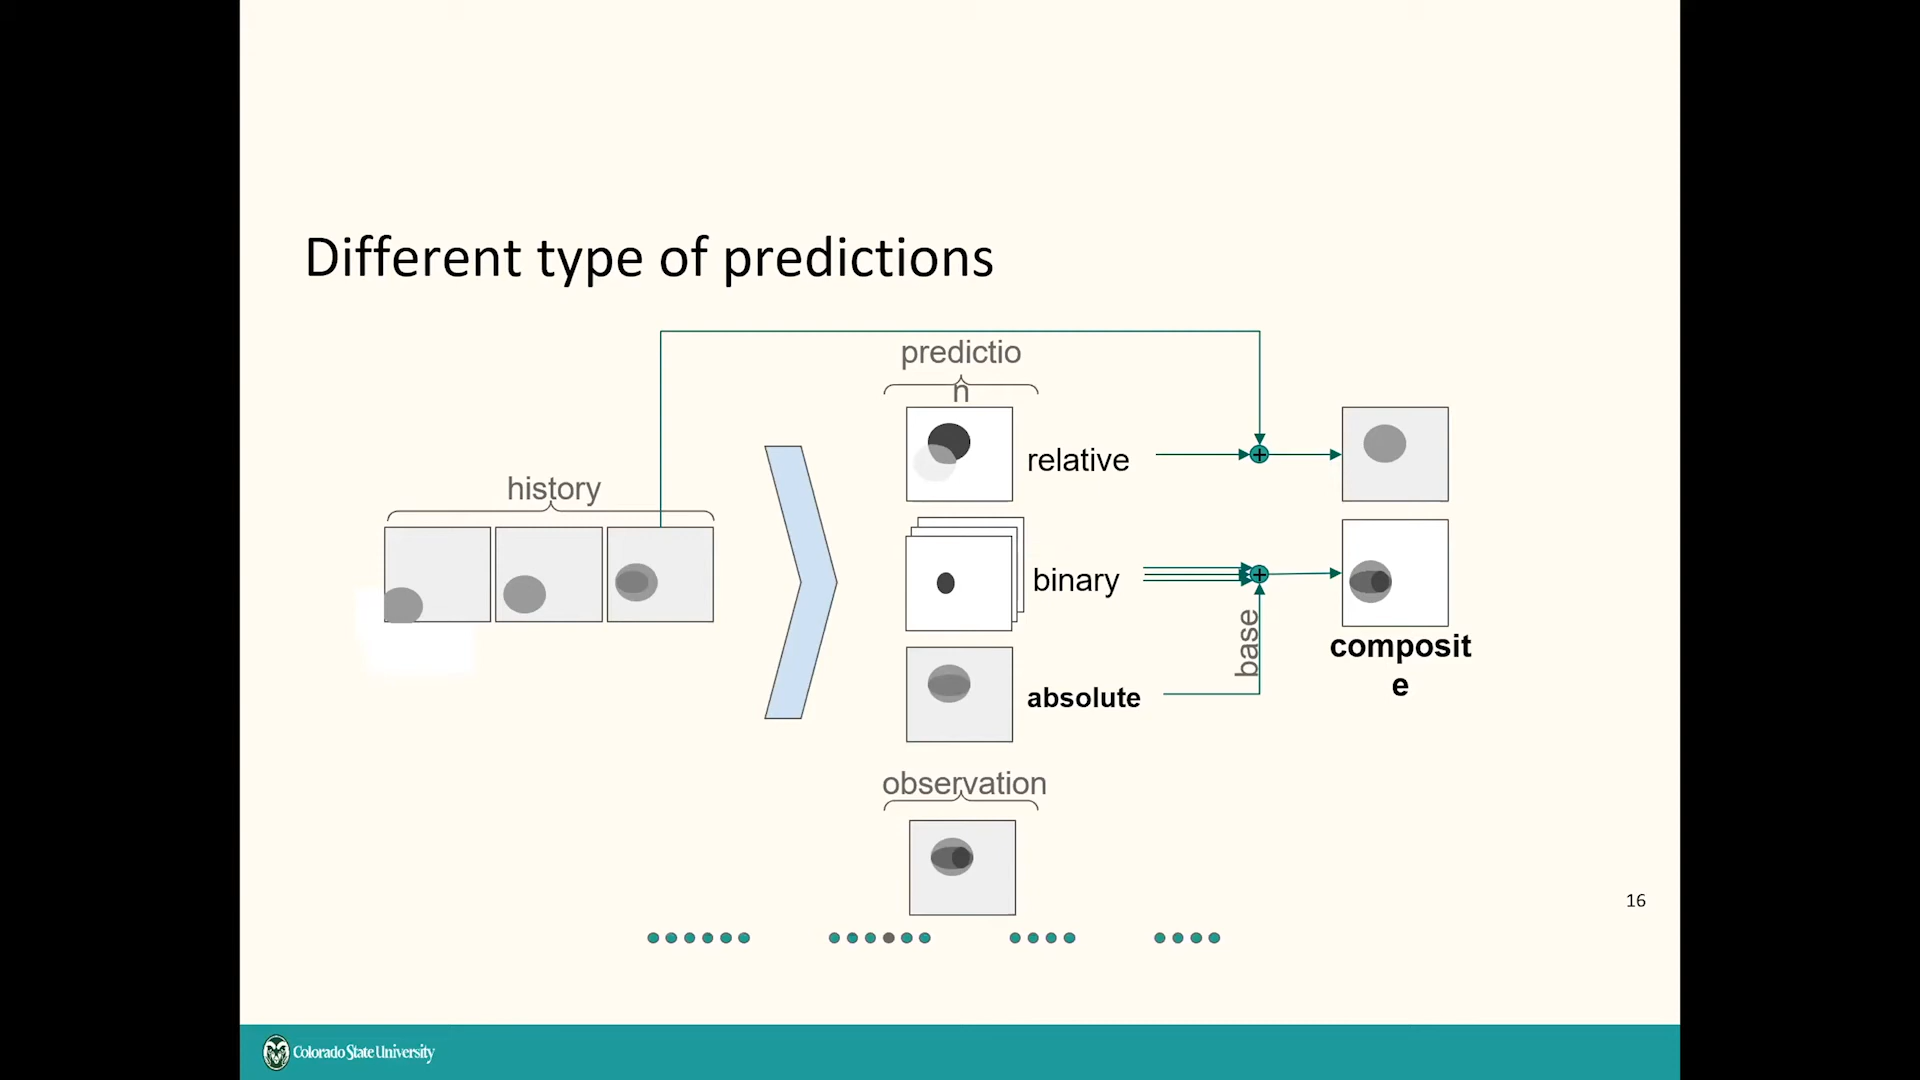 Different type of predictions
predictio
n
history
relative
binary
absolute
base
composit
e
observation
16
Colorado State University